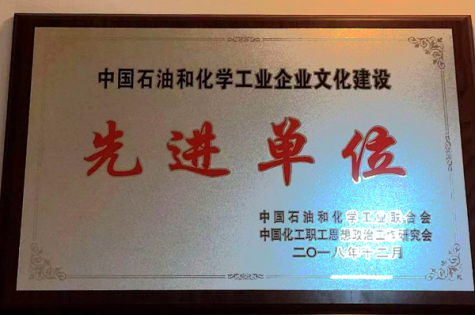 中国石油和化学工业企业文化建设
先进单位
中国石油和化学工业联合会
中国化工职工思想政治工作研究会
二〇一八年十二月